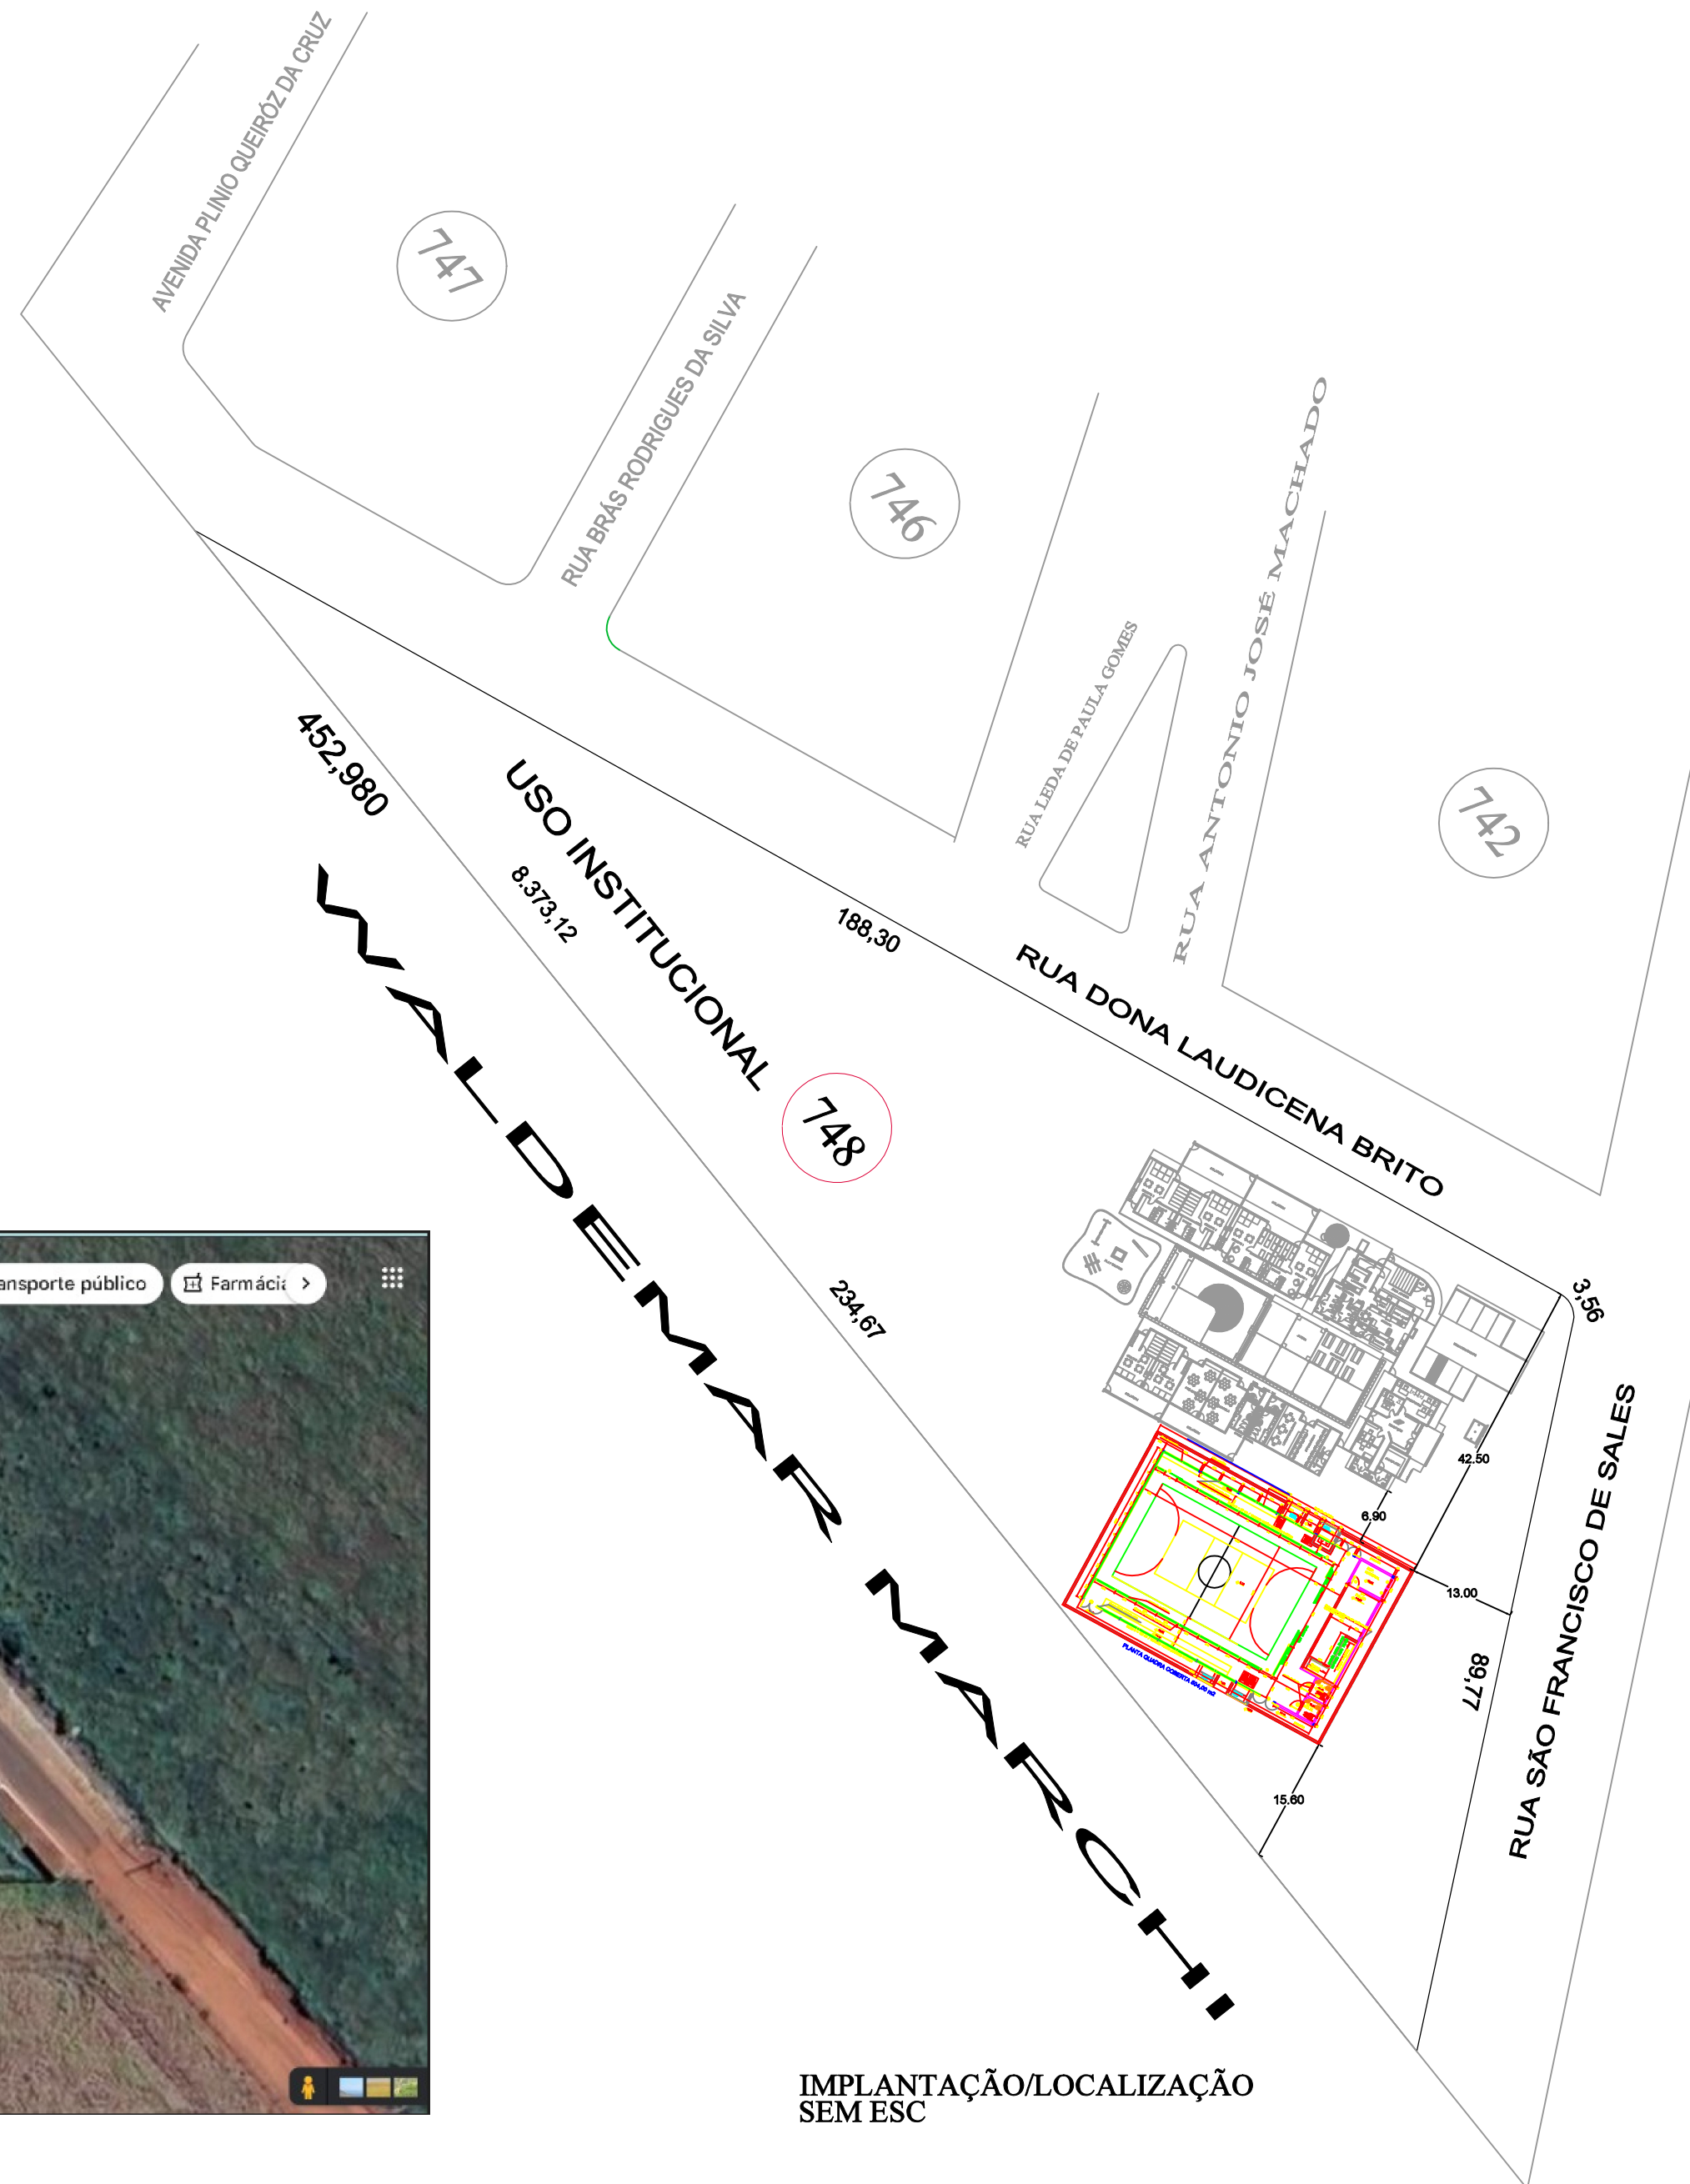 AVENIDA PLINIO QUEIRÓZ DA CRUZ
747
RUA BRÁS RODRIGUES DA SILVA
746
RUA LEDA DE PAULA GOMES
RUA ANTONIO JOSÉ MACHADO
742
452,980
USO INSTITUCIONAL
8.373,12
188,30
RUA DONA LAUDICENA BRITO
748
WALDEMAR MARCHI
234,67
3,56
42.50
6.90
13.00
89,77
15.60
RUA SÃO FRANCISCO DE SALES
ansporte público
Farmácia
IMPLANTAÇÃO/LOCALIZAÇÃO
SEM ESC